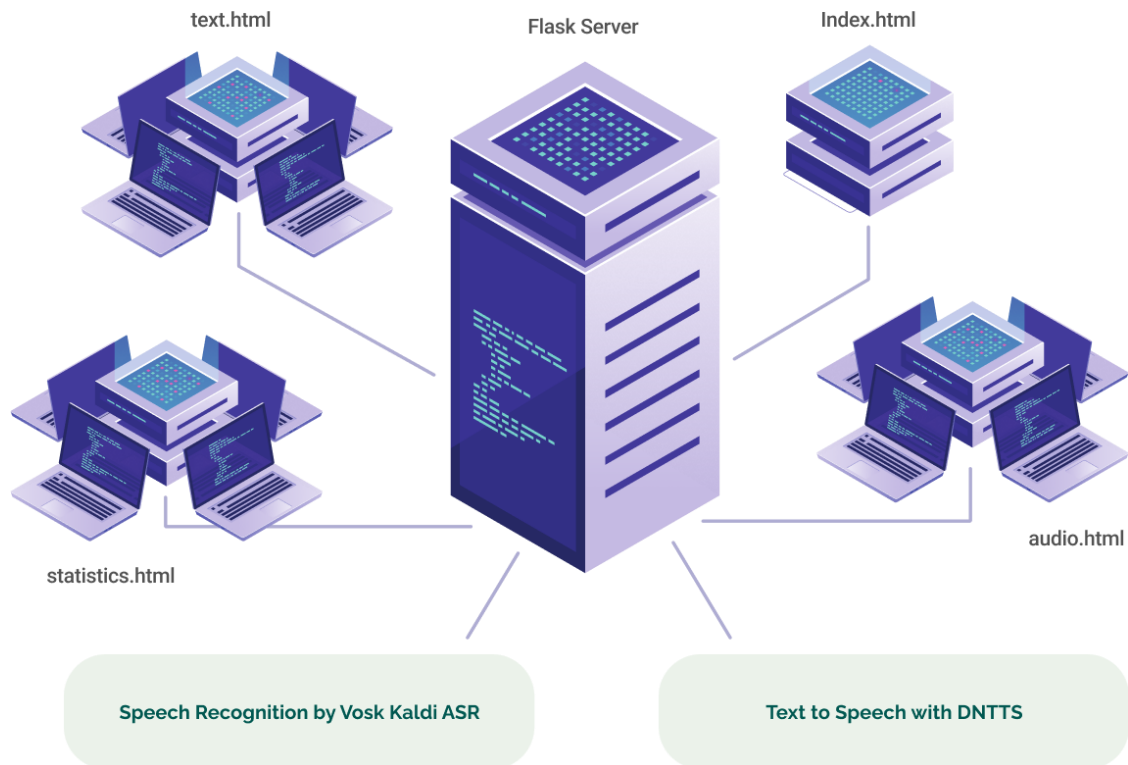 text.html
Flask Server
Index.html
statistics.html
audio.html
Speech Recognition by Vosk Kaldi ASR
Text to Speech with DNTTS